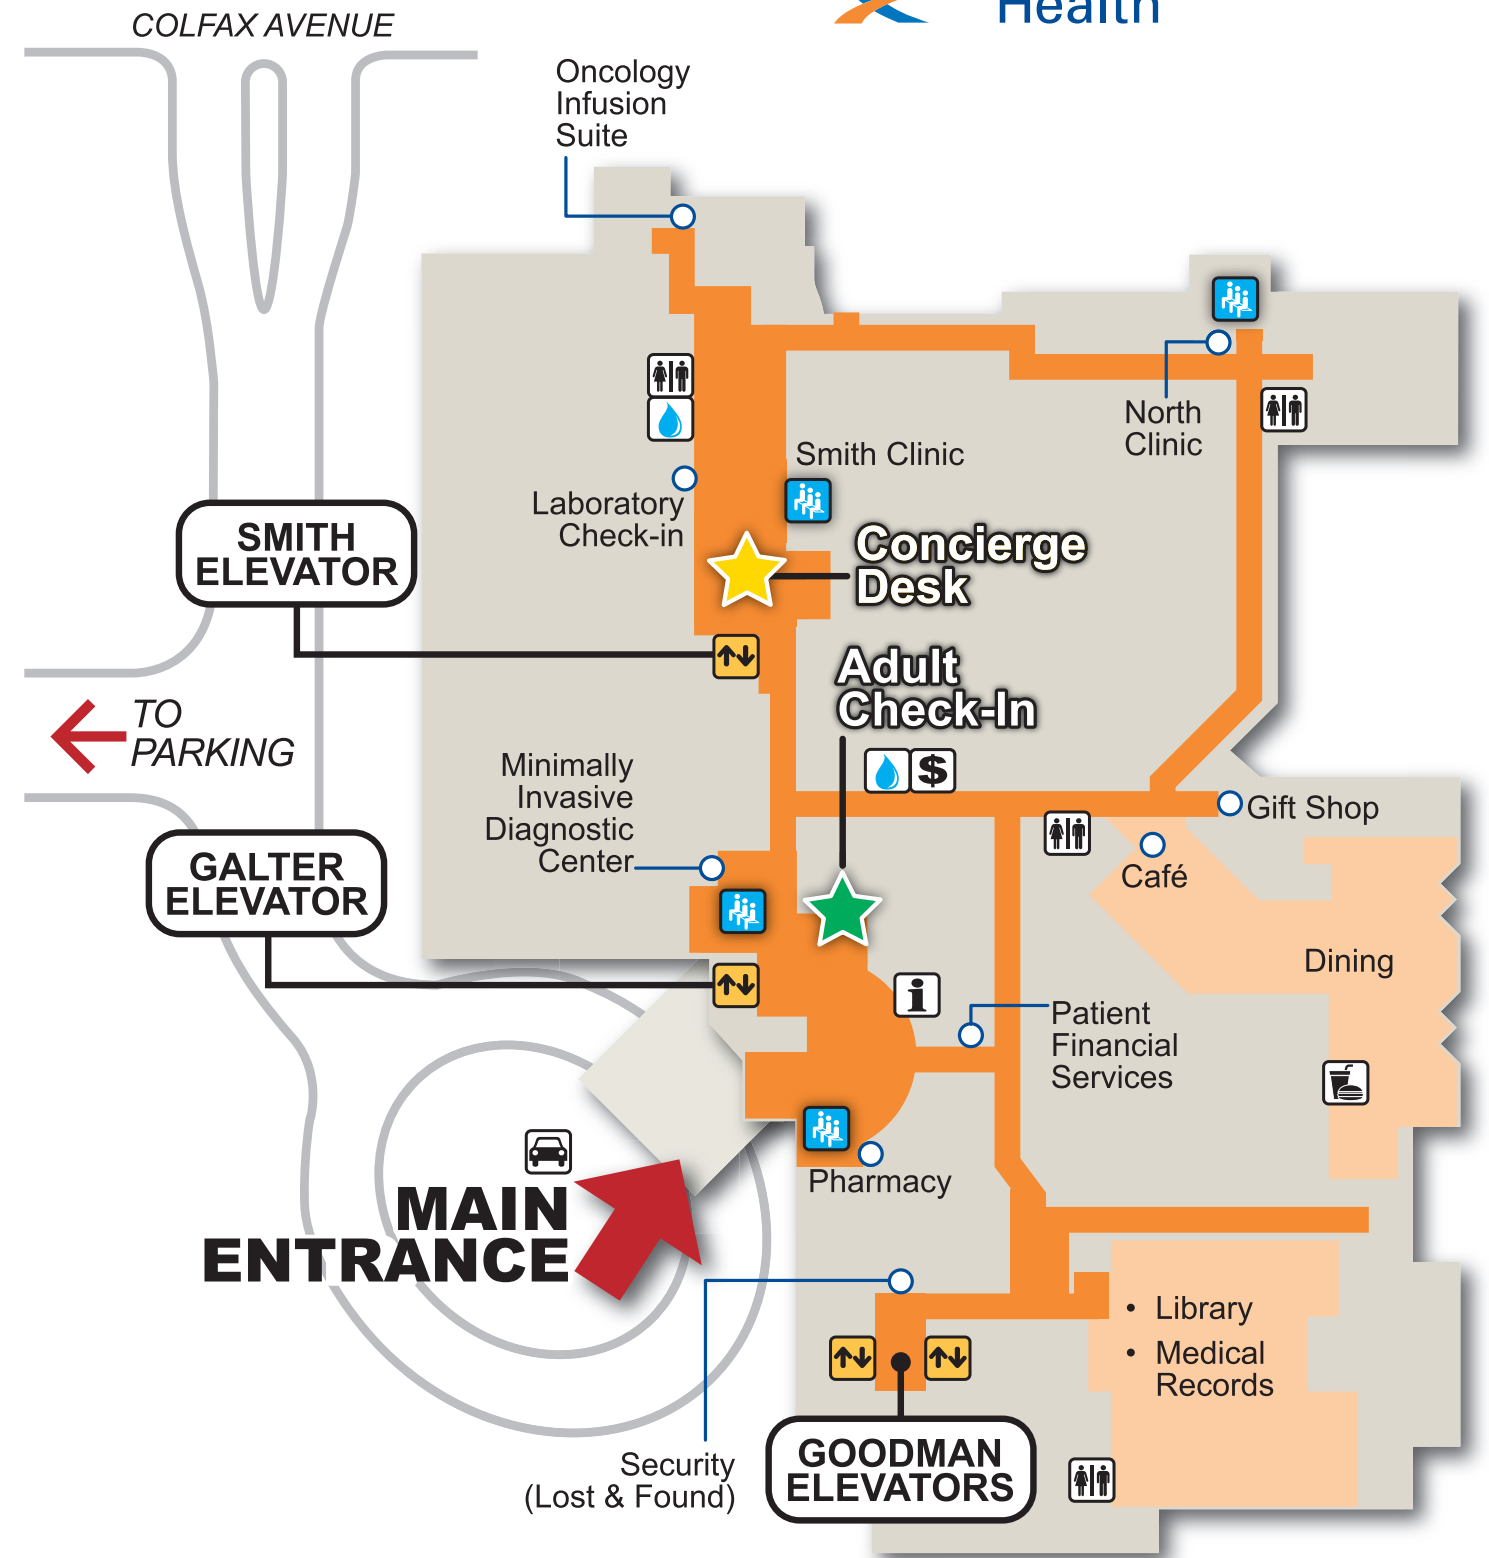 Health
COLFAX AVENUE
Oncology
Infusion
Suite
North
Clinic
Smith Clinic
Laboratory
Check-in
SMITH
ELEVATOR
Concierge
Desk
Adult
Check-In
TO
PARKING
$
Minimally
Invasive
Diagnostic
Center
Gift Shop
Café
GALTER
ELEVATOR
Dining
i
Patient
Financial
Services
Pharmacy
MAIN
ENTRANCE
• Library
• Medical
Records
Security
(Lost & Found)
GOODMAN
ELEVATORS